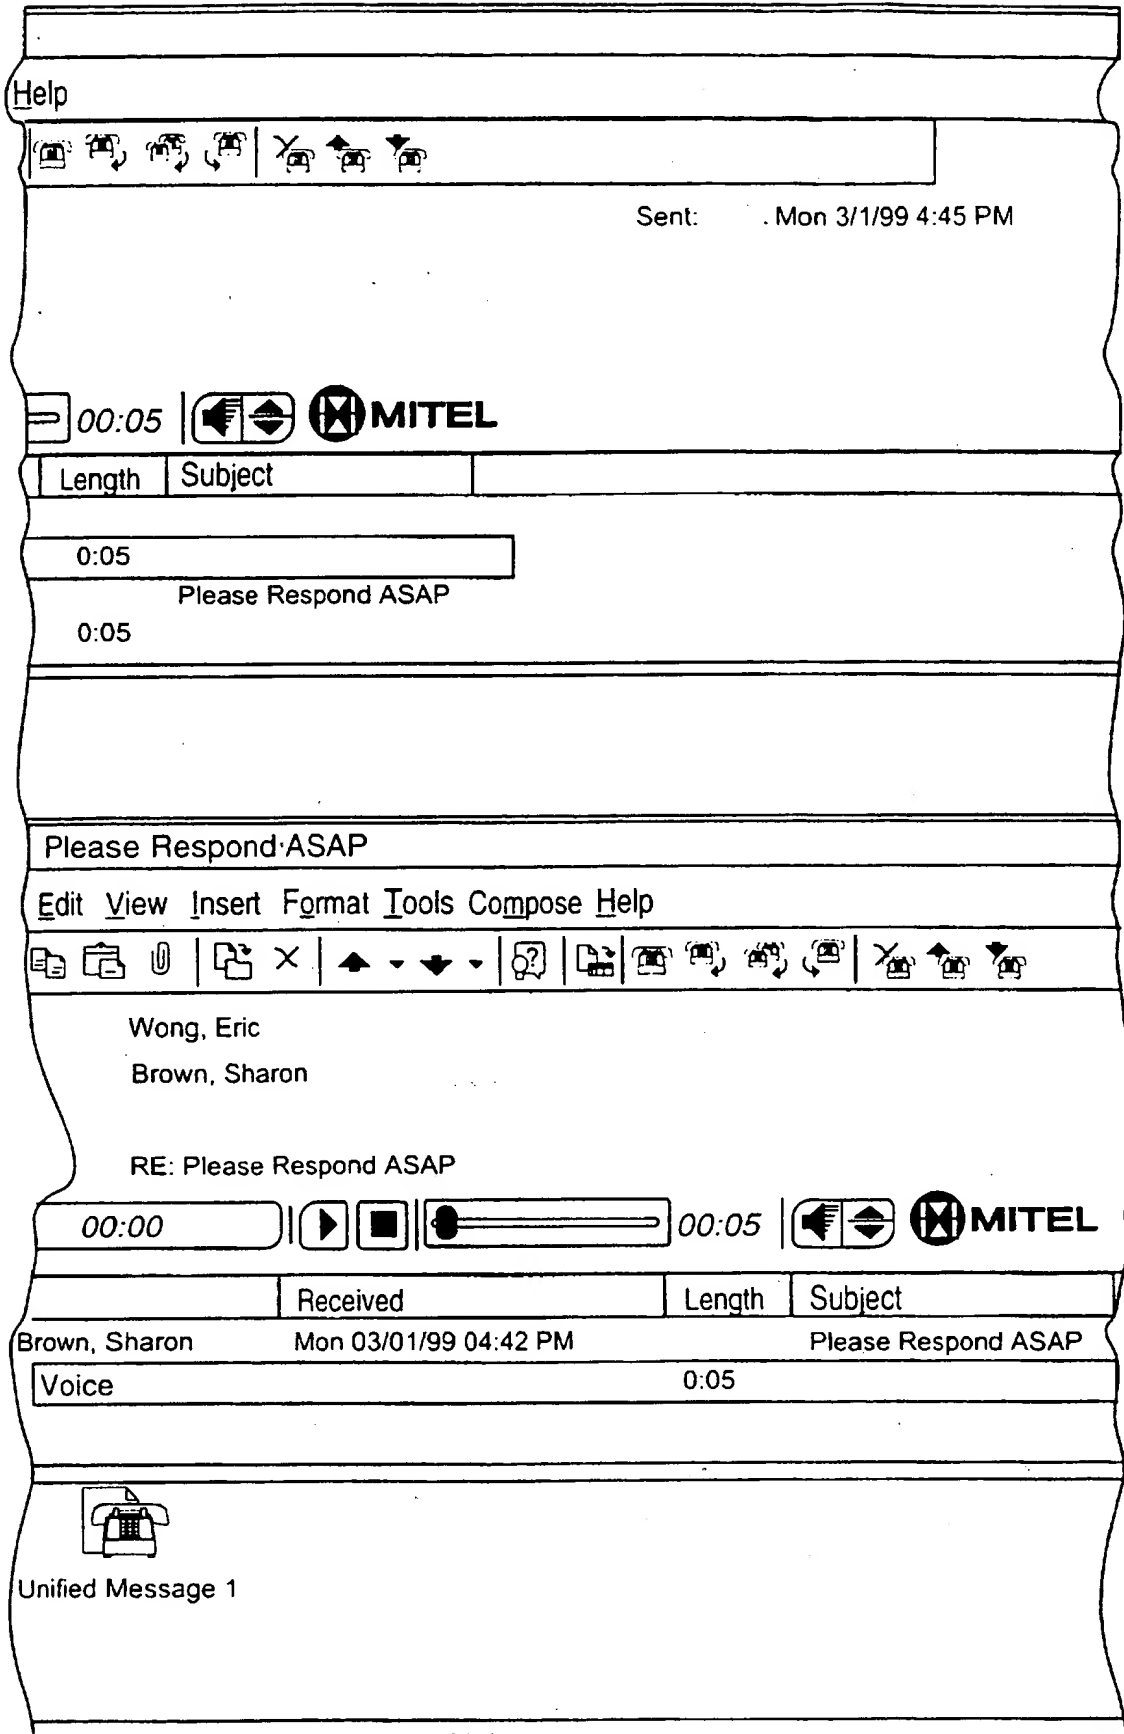 Help
Sent: Mon 3/1/99 4:45 PM
00:05 MITEL
Length Subject
0:05
Please Respond ASAP
0:05
Please Respond ASAP
Edit View Insert Format Tools Compose Help
Wong, Eric
Brown, Sharon
RE: Please Respond ASAP
00:00 00:05 MITEL
Received Length Subject
Brown, Sharon Mon 03/01/99 04:42 PM Please Respond ASAP
Voice 0:05
Unified Message 1